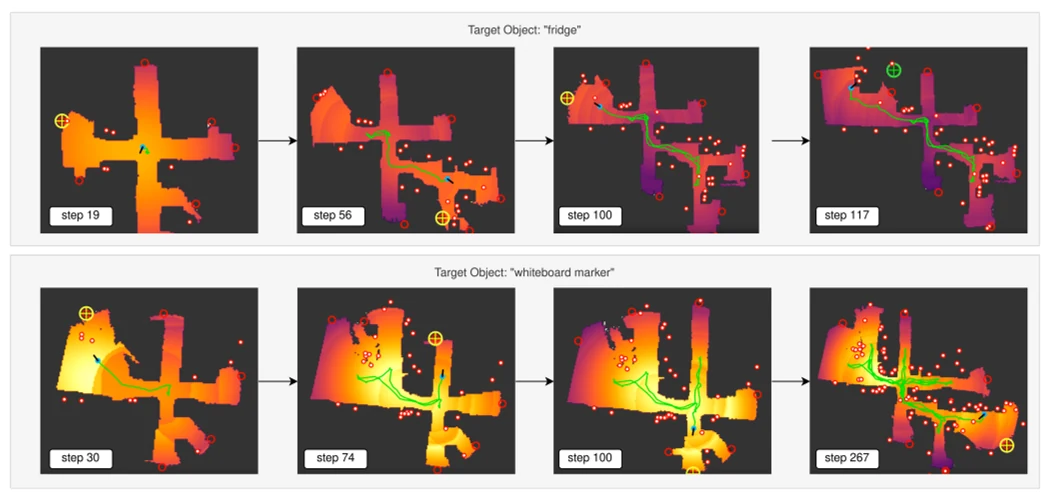 Target Object: "fridge"
step 19
step 56
step 100
step 117
Target Object: "whiteboard marker"
step 30
step 74
step 100
step 267